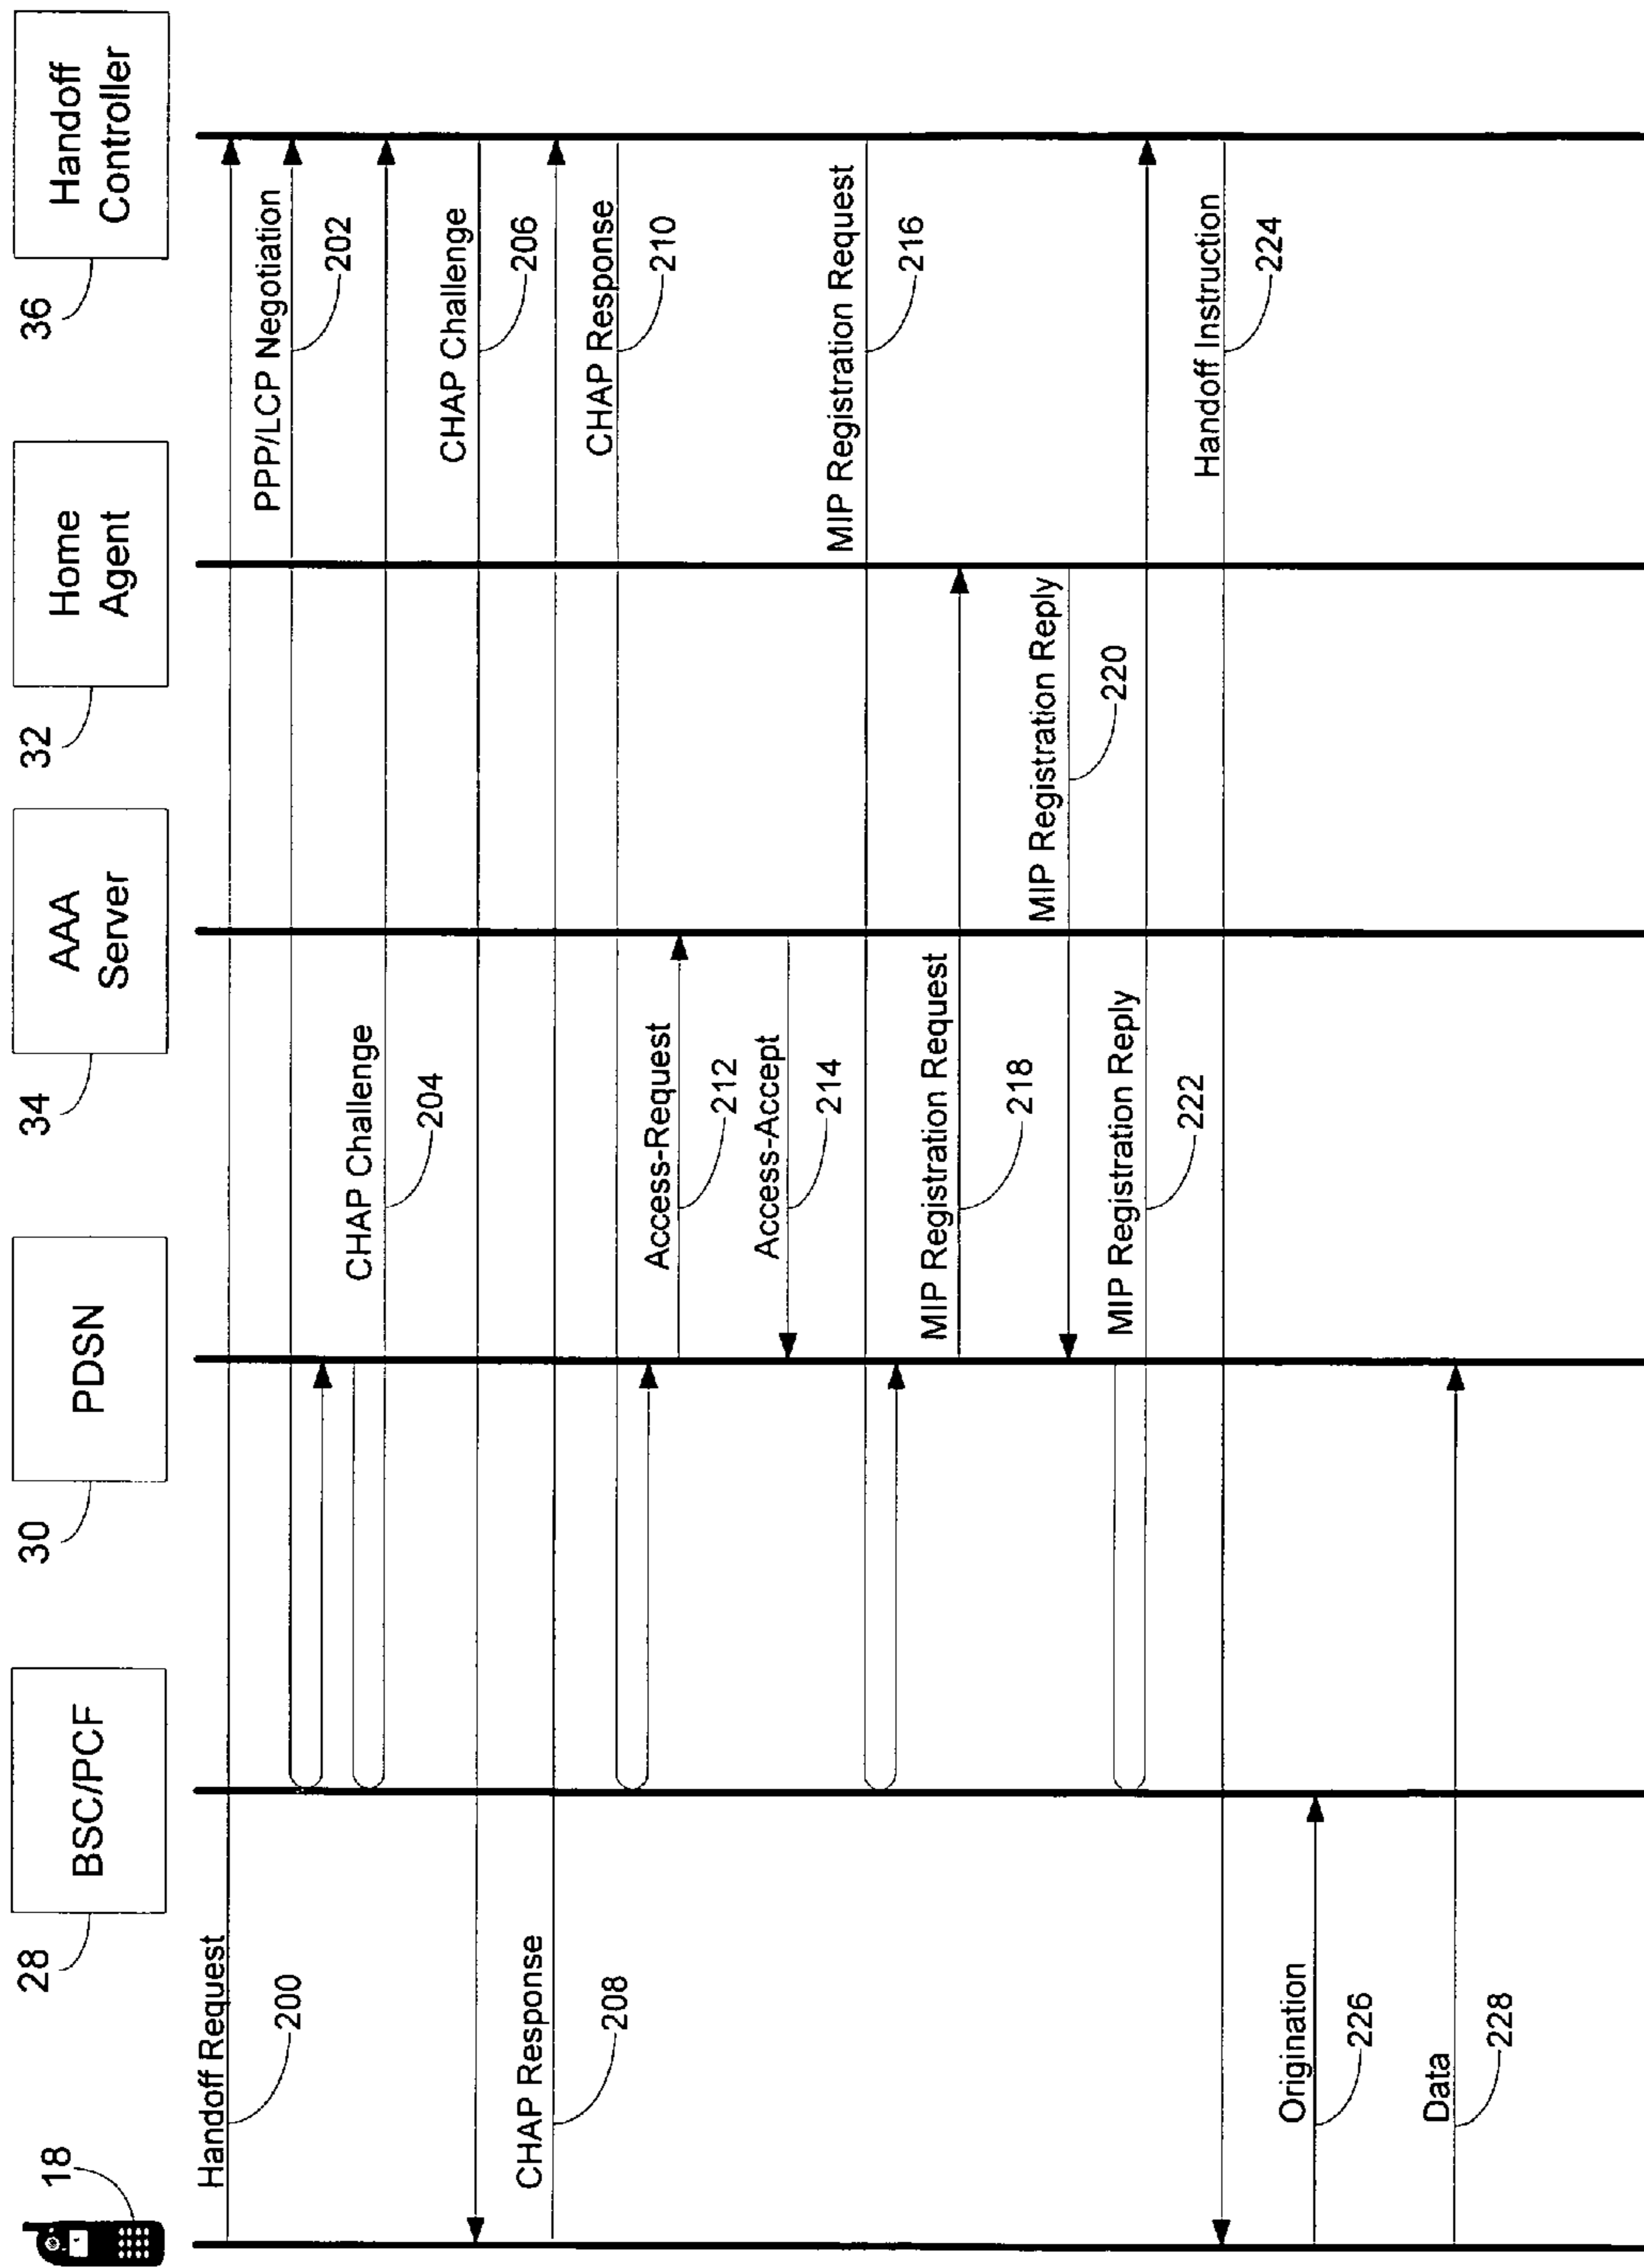 18
28
BSC/PCF
30
PDSN
34
AAA
Server
32
Home
Agent
36
Handoff
Controller
Handoff Request
200
PPP/LCP Negotiation
202
CHAP Challenge
204
CHAP Challenge
206
CHAP Response
208
CHAP Response
210
Access-Request
212
Access-Accept
214
MIP Registration Request
216
MIP Registration Request
218
MIP Registration Reply
220
MIP Registration Reply
222
Handoff Instruction
224
Origination
226
Data
228